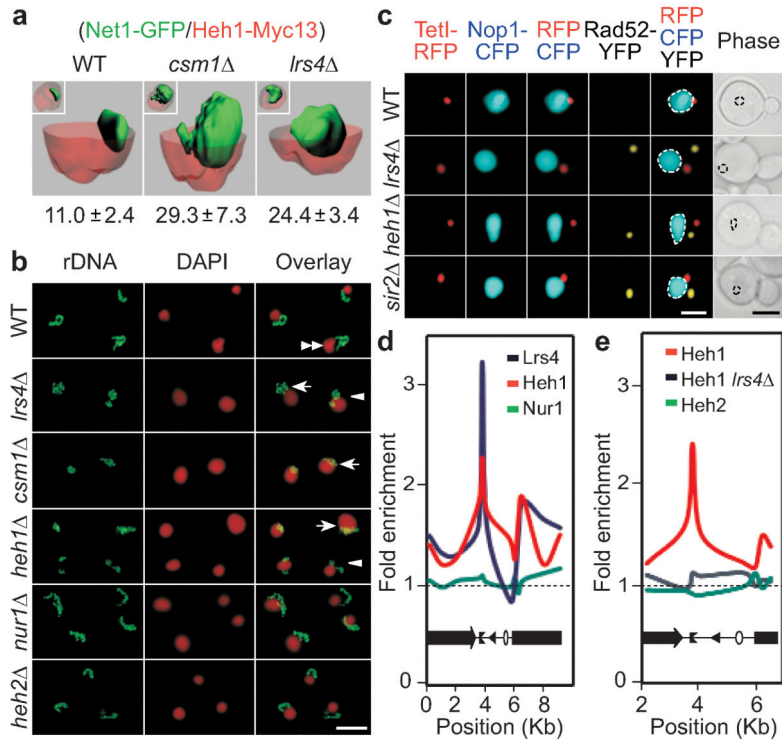 a
(Net1-GFP/Heh1-Myc13)
WT csm1Δ lrs4Δ
11.0 ± 2.4 29.3 ± 7.3 24.4 ± 3.4
b
rDNA DAPI Overlay
WT
lrs4Δ
csm1Δ
heh1Δ
nur1Δ
heh2Δ
c
TetI-RFP Nop1-CFP RFP CFP Rad52-YFP RFP CFP YFP Phase
WT
lrs4Δ
heh1Δ
sir2Δ
d
Lrs4
Heh1
Nur1
Fold enrichment
3
2
1
0
0 2 4 6 8
Position (Kb)
e
Heh1
Heh1 lrs4Δ
Heh2
Fold enrichment
3
2
1
0
2 4 6
Position (Kb)